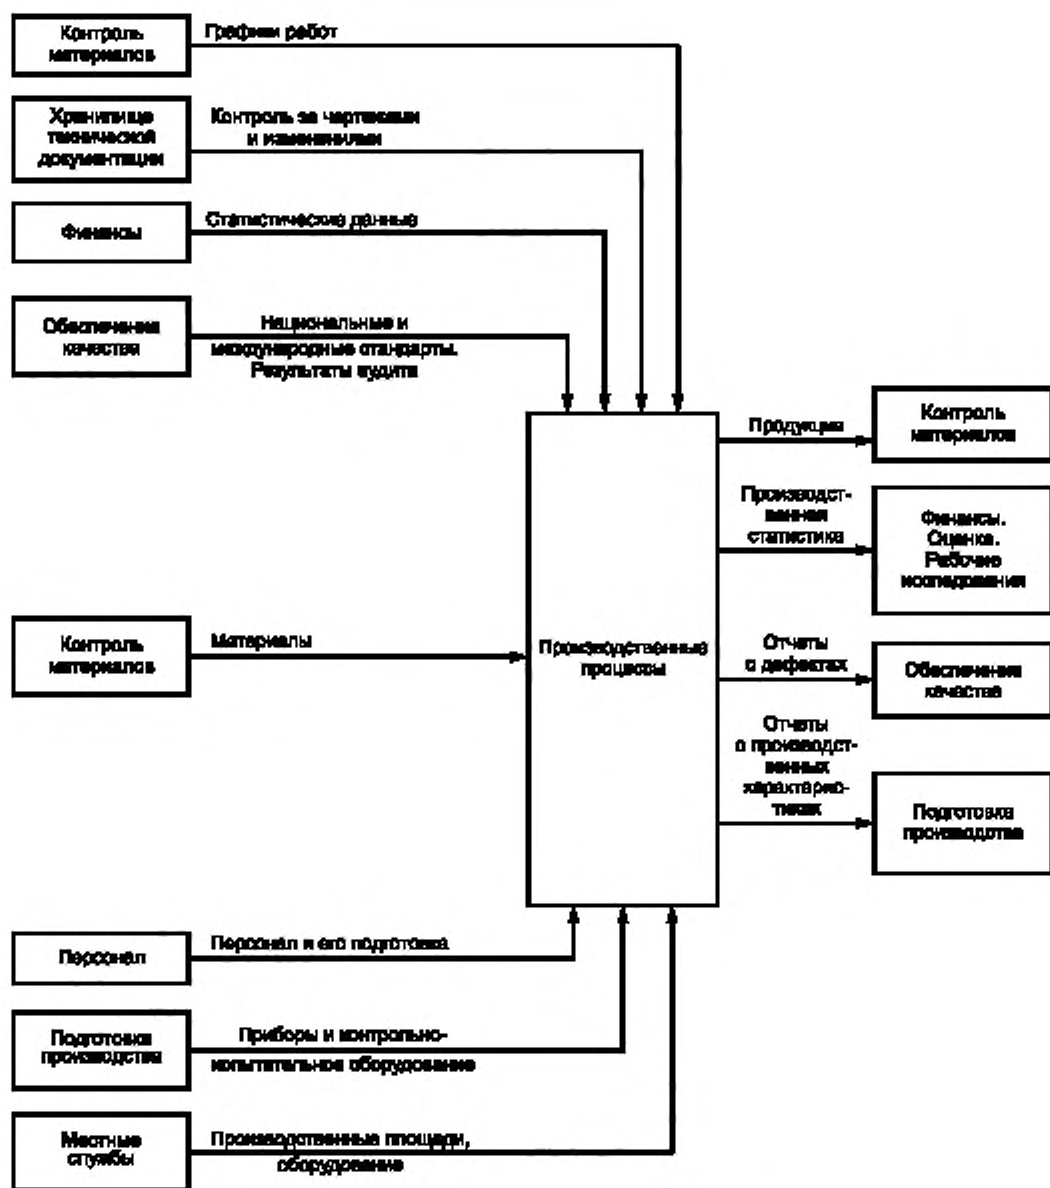 Контроль
материалов
Графики работ
Хранилище
технической
документации
Контроль за чертежами
и изменениями
Финансы
Статистические данные
Обеспечение
качества
Национальные и
международные стандарты.
Результаты аудита
Продукция
Контроль
материалов
Производст-
венная
статистика
Финансы.
Оценка.
Рабочие
исследования
Контроль
материалов
Материалы
Производственные
процессы
Отчеты
о дефектах
Обеспечение
качества
Отчеты
о производст-
венных
характерис-
тиках
Подготовка
производства
Персонал
Персонал и его подготовка
Подготовка
производства
Приборы и контрольно-
испытательное оборудование
Местные
службы
Производственные площади,
оборудование